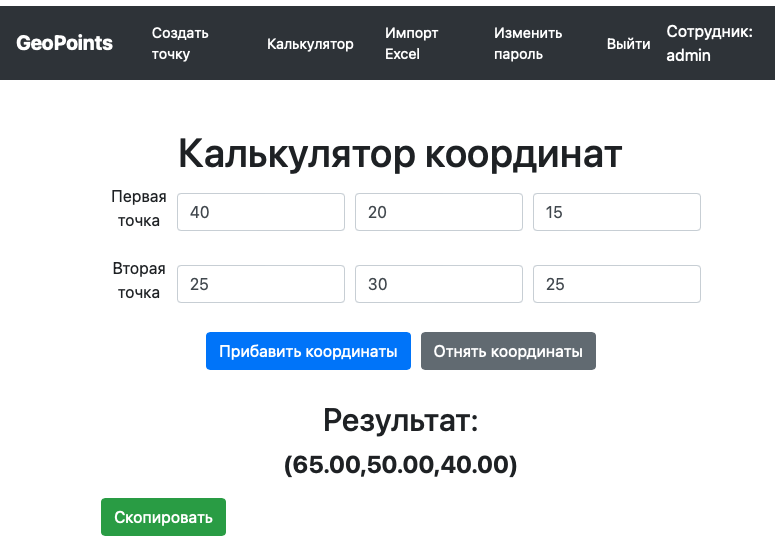 GeoPoints
Создать
точку
Калькулятор
Импорт
Excel
Изменить
пароль
Выйти
Сотрудник:
admin
Калькулятор координат
Первая
точка
40
20
15
Вторая
точка
25
30
25
Прибавить координаты
Отнять координаты
Результат:
(65.00,50.00,40.00)
Скопировать